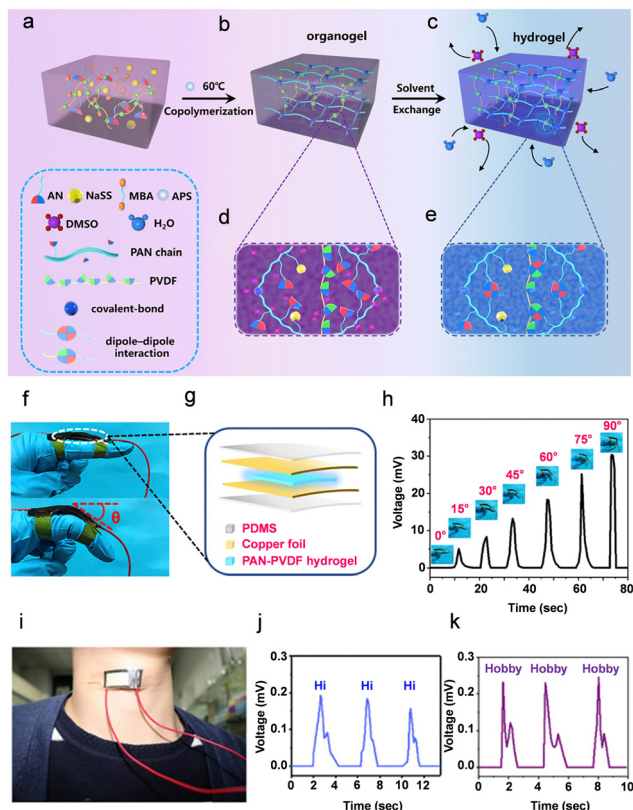 a
b
organogel
c
hydrogel
60℃
Copolymerization
Solvent
Exchange
AN
NaSS
MBA
APS
DMSO
H₂O
PAN chain
PVDF
covalent-bond
dipole–dipole
interaction
d
e
f
θ
g
PDMS
Copper foil
PAN-PVDF hydrogel
h
Voltage (mV)
40
30
20
10
0
0°
15°
30°
45°
60°
75°
90°
0 20 40 60 80
Time (sec)
i
j
Voltage (mV)
0.3
0.2
0.1
0.0
Hi Hi Hi
0 2 4 6 8 10 12
Time (sec)
k
Voltage (mV)
0.3
0.2
0.1
0.0
Hobby Hobby Hobby
0 2 4 6 8 10
Time (sec)